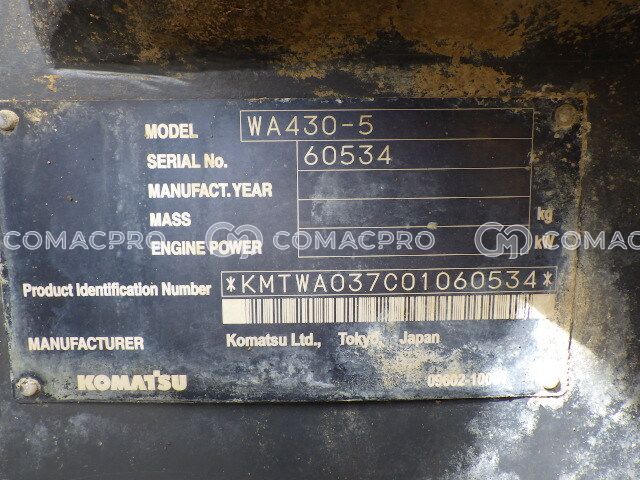 MODEL WA430-5
SERIAL No. 60534
MANUFACT. YEAR
MASS kg
COMACPRO COMACPRO COMACPRO
ENGINE POWER kW
Product Identification Number *KMTWA037C01060534*
MANUFACTURER Komatsu Ltd., Tokyo, Japan
KOMATSU